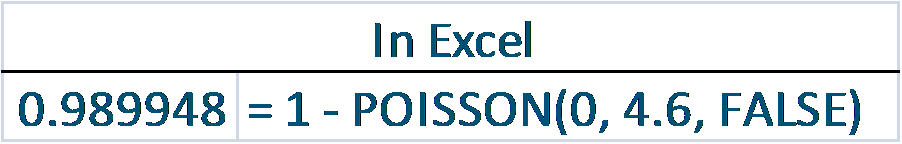 In Excel
0.989948 = 1 - POISSON(0, 4.6, FALSE)